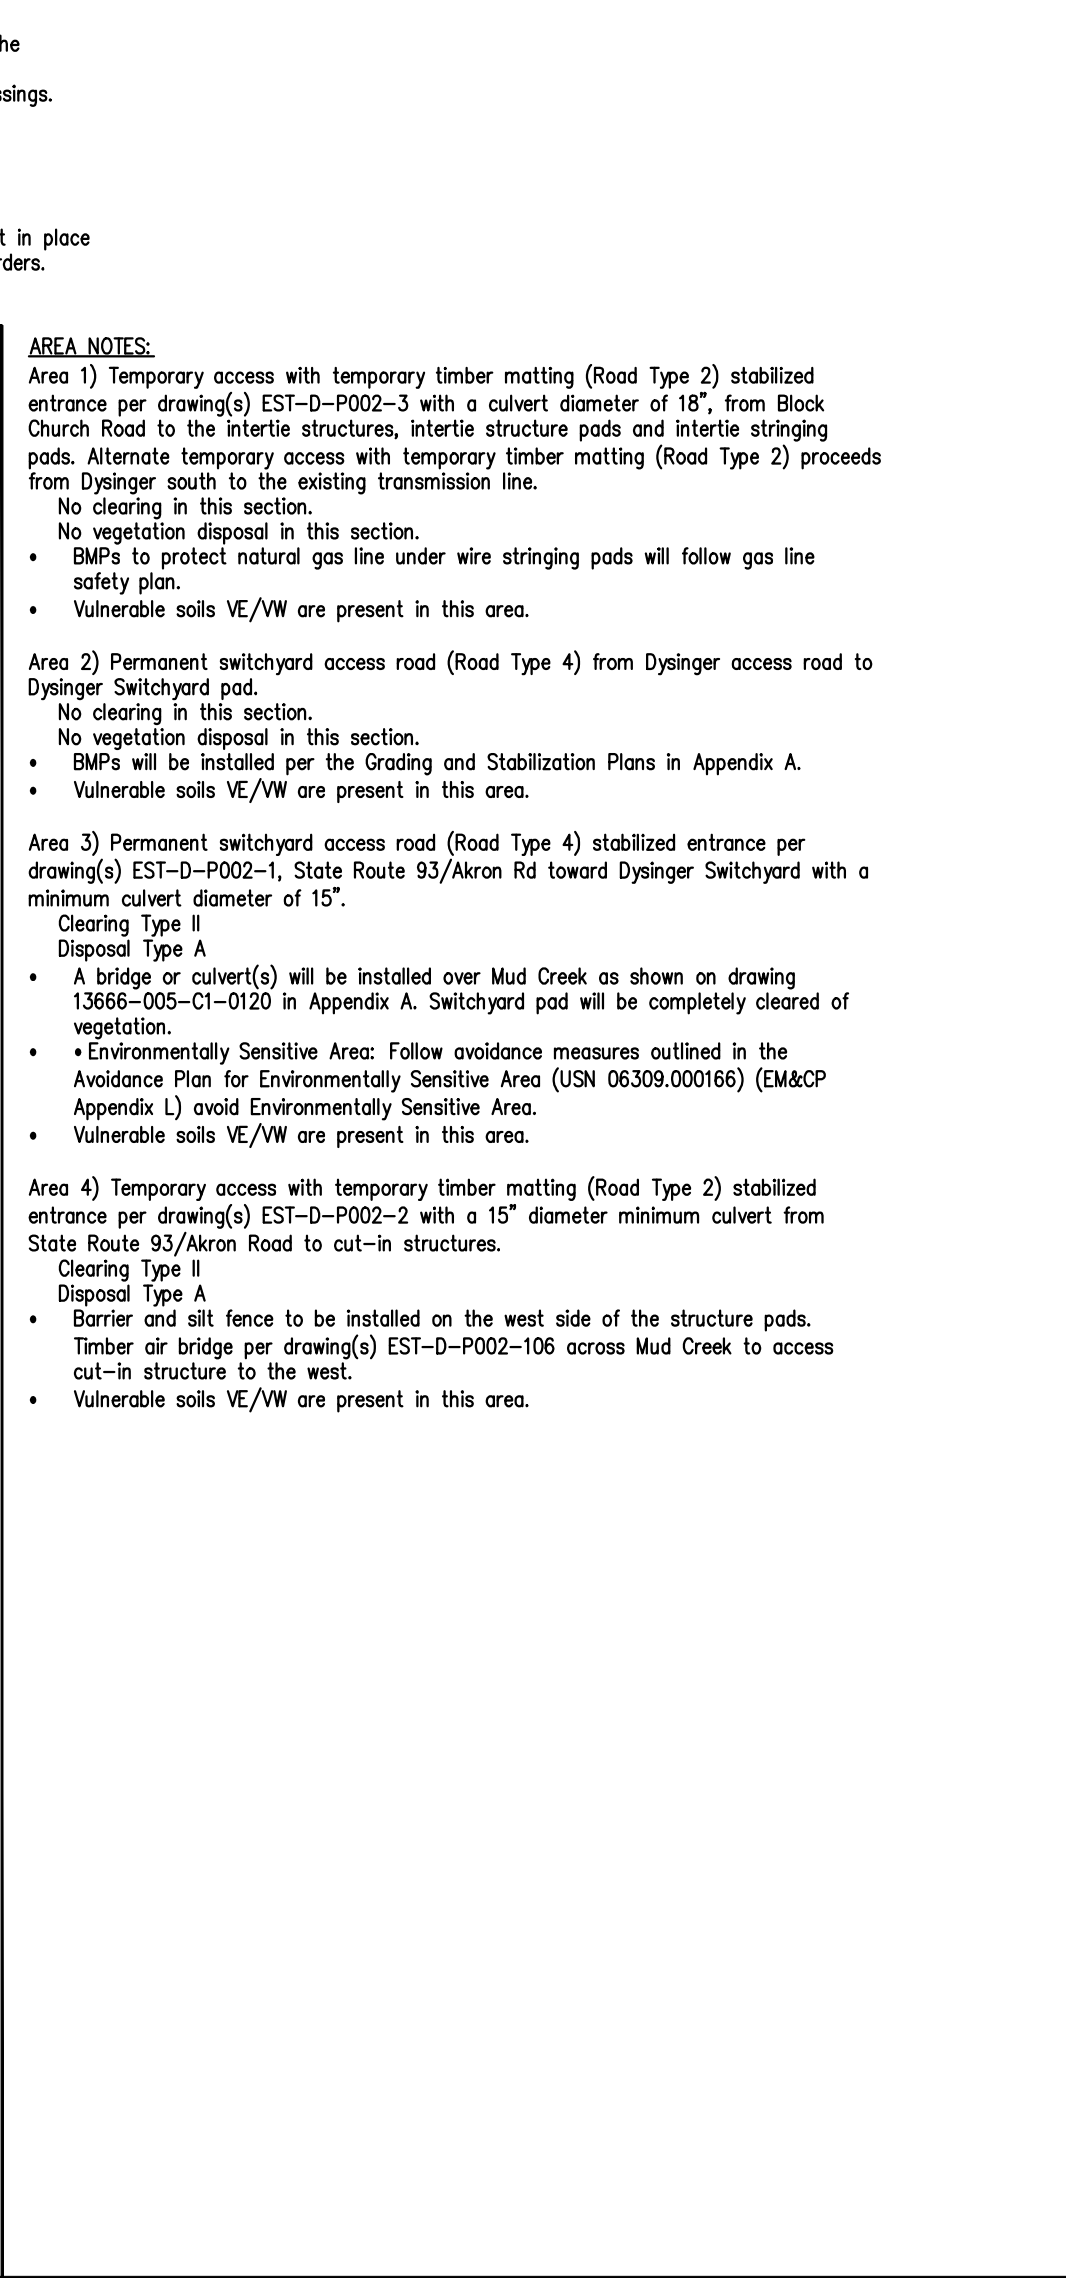 he
ssings.
t in place
rders.
AREA NOTES:
Area 1) Temporary access with temporary timber matting (Road Type 2) stabilized
entrance per drawing(s) EST-D-P002-3 with a culvert diameter of 18", from Block
Church Road to the intertie structures, intertie structure pads and intertie stringing
pads. Alternate temporary access with temporary timber matting (Road Type 2) proceeds
from Dysinger south to the existing transmission line.
No clearing in this section.
No vegetation disposal in this section.
• BMPs to protect natural gas line under wire stringing pads will follow gas line
safety plan.
• Vulnerable soils VE/VW are present in this area.
Area 2) Permanent switchyard access road (Road Type 4) from Dysinger access road to
Dysinger Switchyard pad.
No clearing in this section.
No vegetation disposal in this section.
• BMPs will be installed per the Grading and Stabilization Plans in Appendix A.
• Vulnerable soils VE/VW are present in this area.
Area 3) Permanent switchyard access road (Road Type 4) stabilized entrance per
drawing(s) EST-D-P002-1, State Route 93/Akron Rd toward Dysinger Switchyard with a
minimum culvert diameter of 15".
Clearing Type II
Disposal Type A
• A bridge or culvert(s) will be installed over Mud Creek as shown on drawing
13666-005-C1-0120 in Appendix A. Switchyard pad will be completely cleared of
vegetation.
• • Environmentally Sensitive Area: Follow avoidance measures outlined in the
Avoidance Plan for Environmentally Sensitive Area (USN 06309.000166) (EM&CP
Appendix L) avoid Environmentally Sensitive Area.
• Vulnerable soils VE/VW are present in this area.
Area 4) Temporary access with temporary timber matting (Road Type 2) stabilized
entrance per drawing(s) EST-D-P002-2 with a 15" diameter minimum culvert from
State Route 93/Akron Road to cut-in structures.
Clearing Type II
Disposal Type A
• Barrier and silt fence to be installed on the west side of the structure pads.
Timber air bridge per drawing(s) EST-D-P002-106 across Mud Creek to access
cut-in structure to the west.
• Vulnerable soils VE/VW are present in this area.